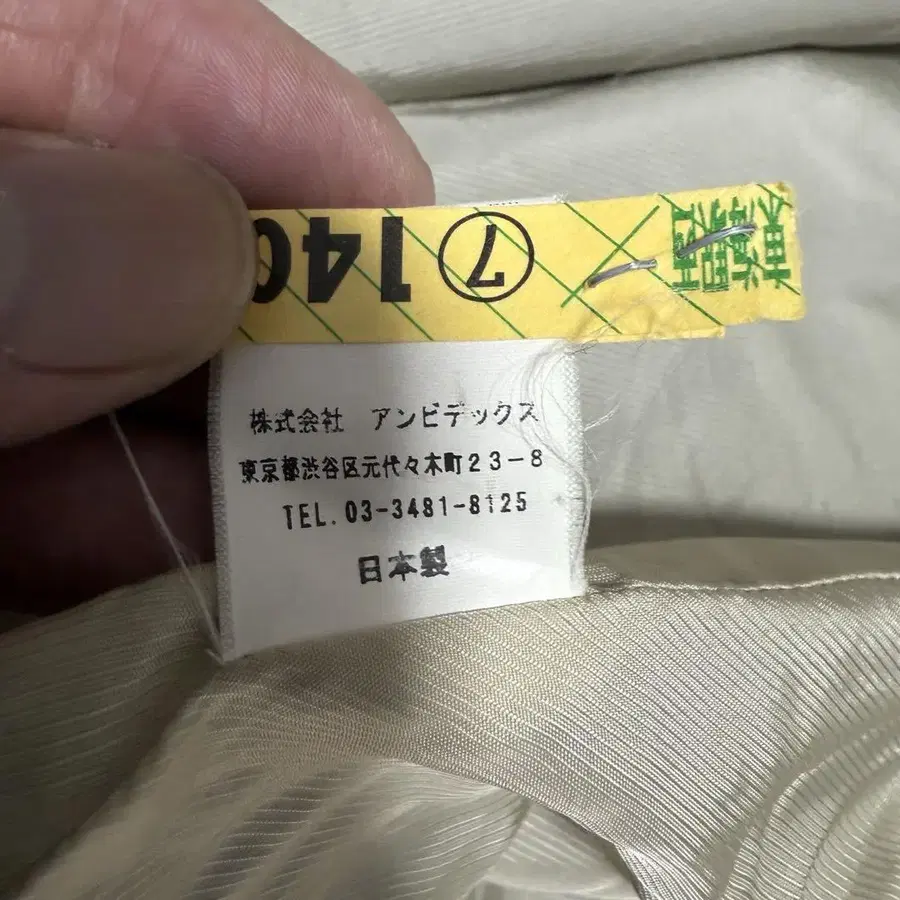 ⑦ 140
株式会社 アンビデックス
東京都渋谷区元代々木町23-8
TEL. 03-3481-8125
日本製